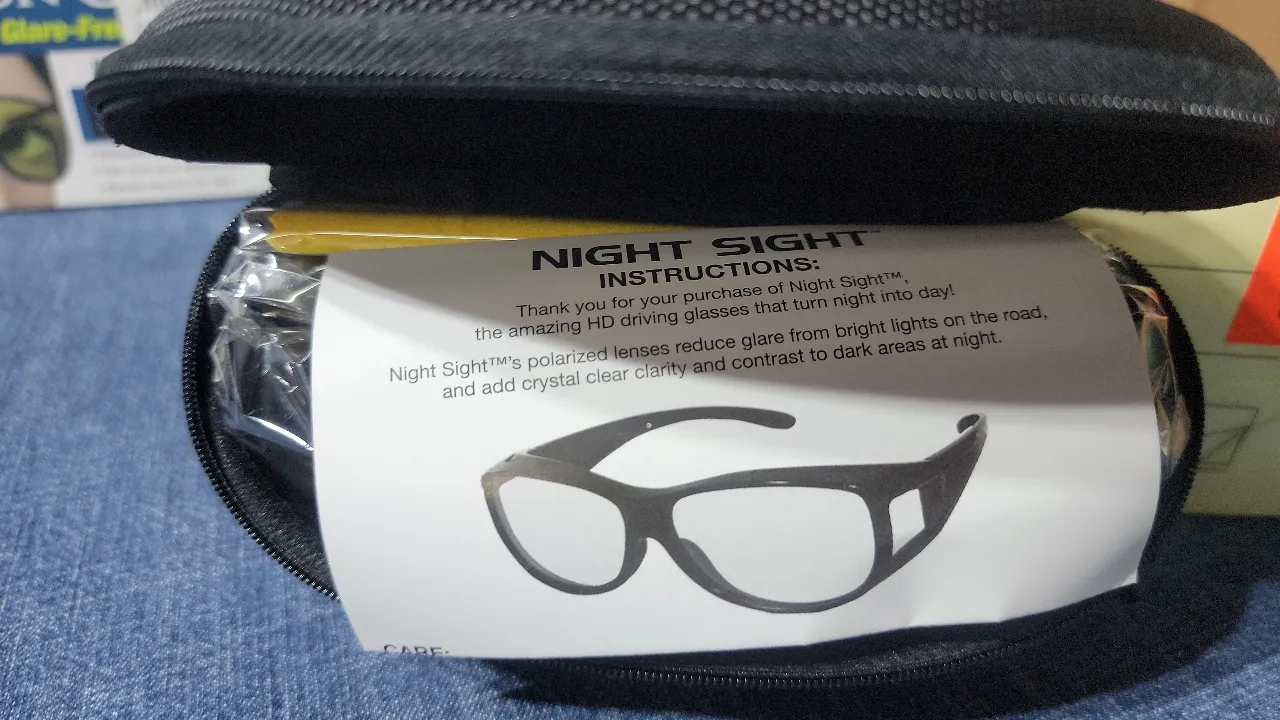 Glare-Fre
NIGHT SIGHT™
INSTRUCTIONS:
Thank you for your purchase of Night Sight™,
the amazing HD driving glasses that turn night into day!
Night Sight™'s polarized lenses reduce glare from bright lights on the road,
and add crystal clear clarity and contrast to dark areas at night.
CARE: